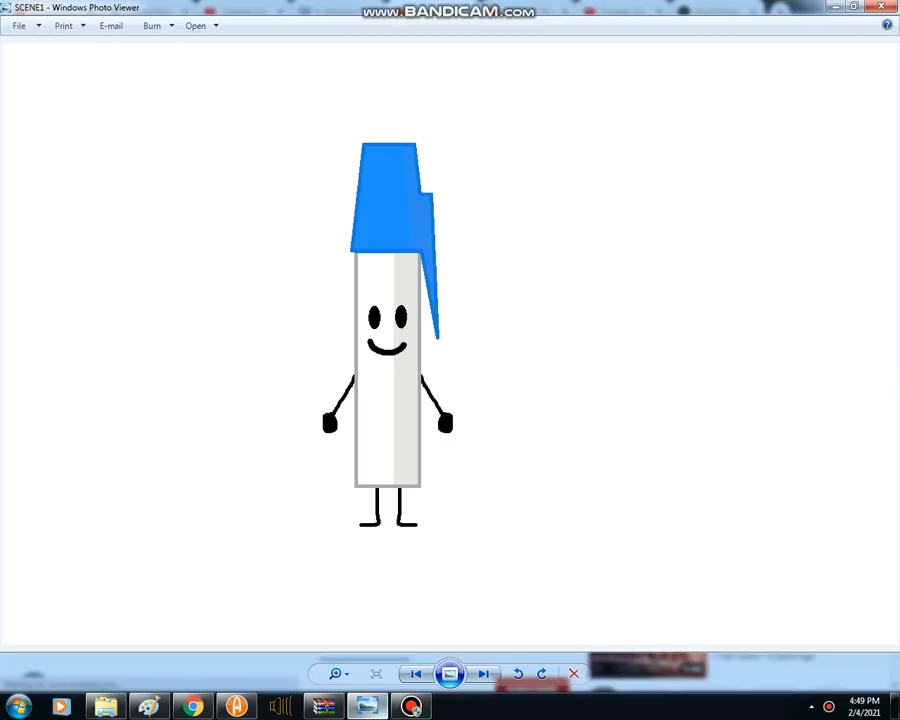 SCENE1 - Windows Photo Viewer
www.BANDICAM.com
File Print E-mail Burn Open
4:49 PM
2/4/2021